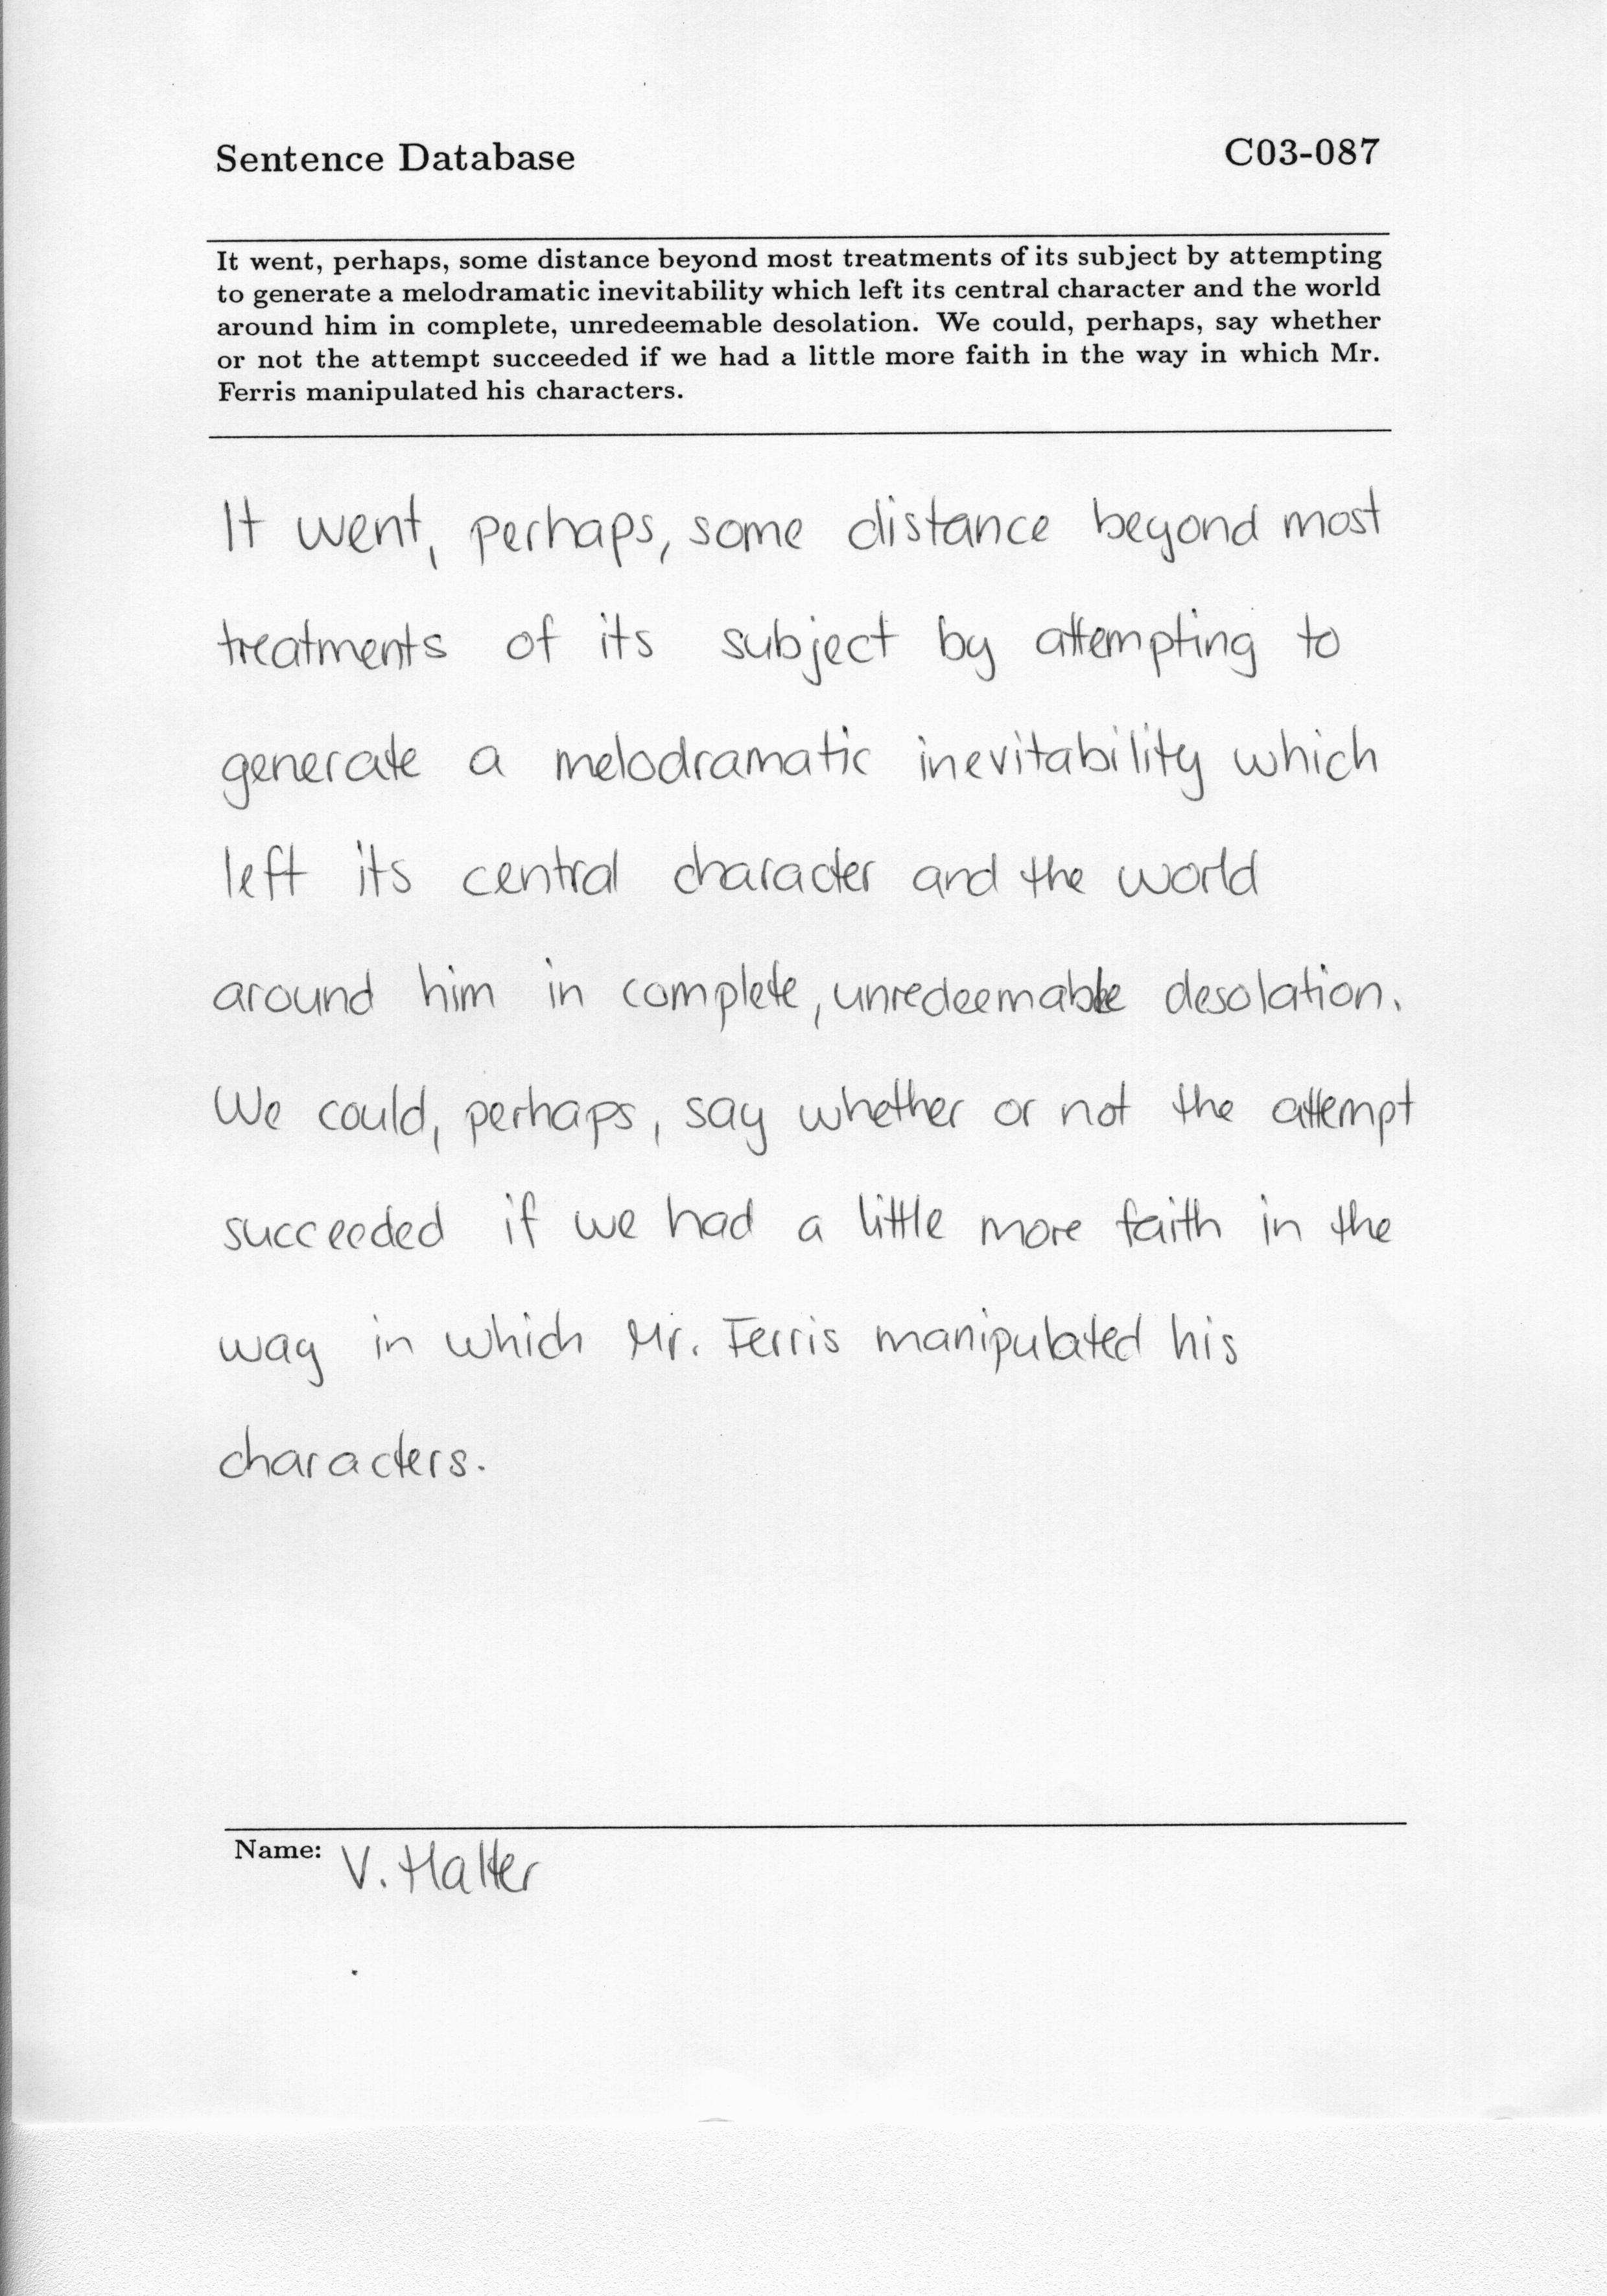 Sentence Database C03-087
It went, perhaps, some distance beyond most treatments of its subject by attempting
to generate a melodramatic inevitability which left its central character and the world
around him in complete, unredeemable desolation. We could, perhaps, say whether
or not the attempt succeeded if we had a little more faith in the way in which Mr.
Ferris manipulated his characters.
It went, perhaps, some distance beyond most
treatments of its subject by attempting to
generate a melodramatic inevitability which
left its central character and the world
around him in complete, unredeemable desolation.
We could, perhaps, say whether or not the attempt
succeeded if we had a little more faith in the
way in which Mr. Ferris manipulated his
characters.
Name: V. Halter